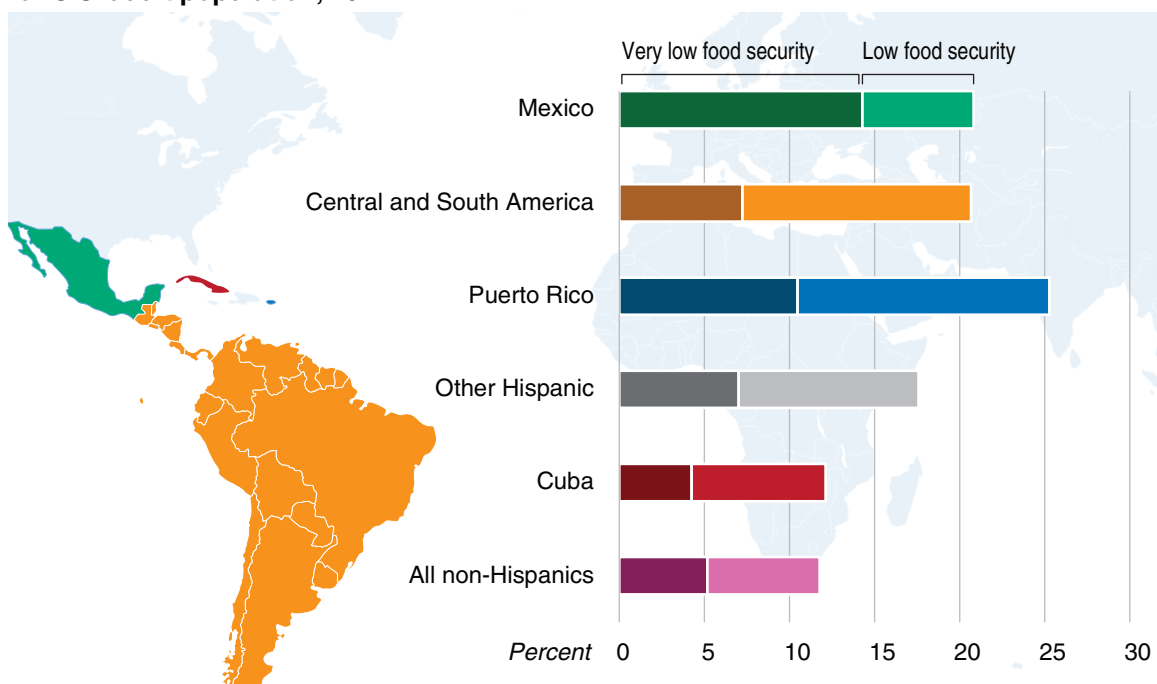 Very low food security Low food security
Mexico
Central and South America
Puerto Rico
Other Hispanic
Cuba
All non-Hispanics
Percent 0 5 10 15 20 25 30